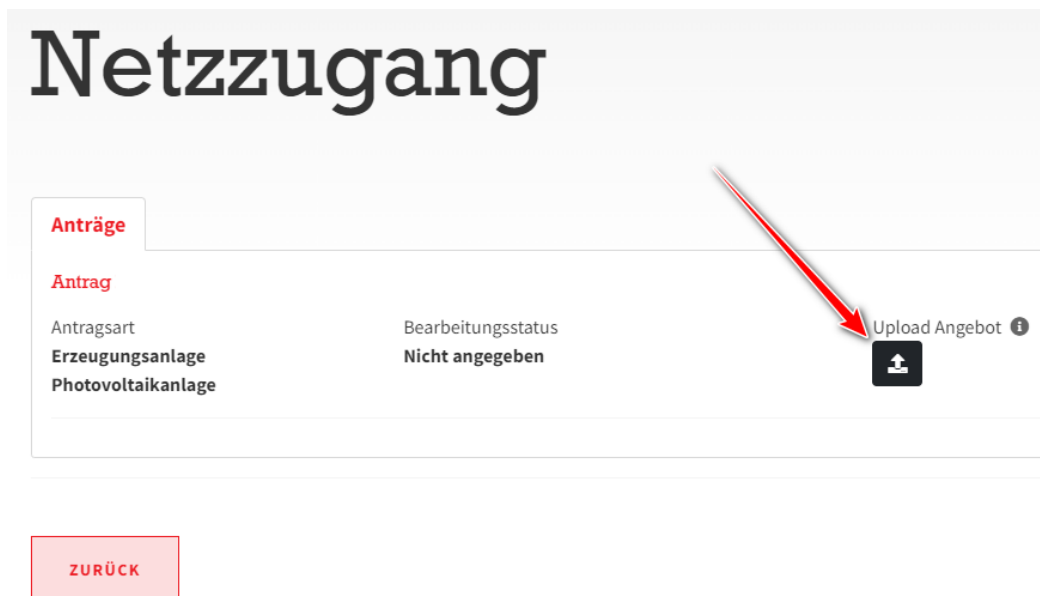 Netzzugang
Anträge
Antrag
Antragsart
Erzeugungsanlage
Photovoltaikanlage
Bearbeitungsstatus
Nicht angegeben
Upload Angebot
ZURÜCK